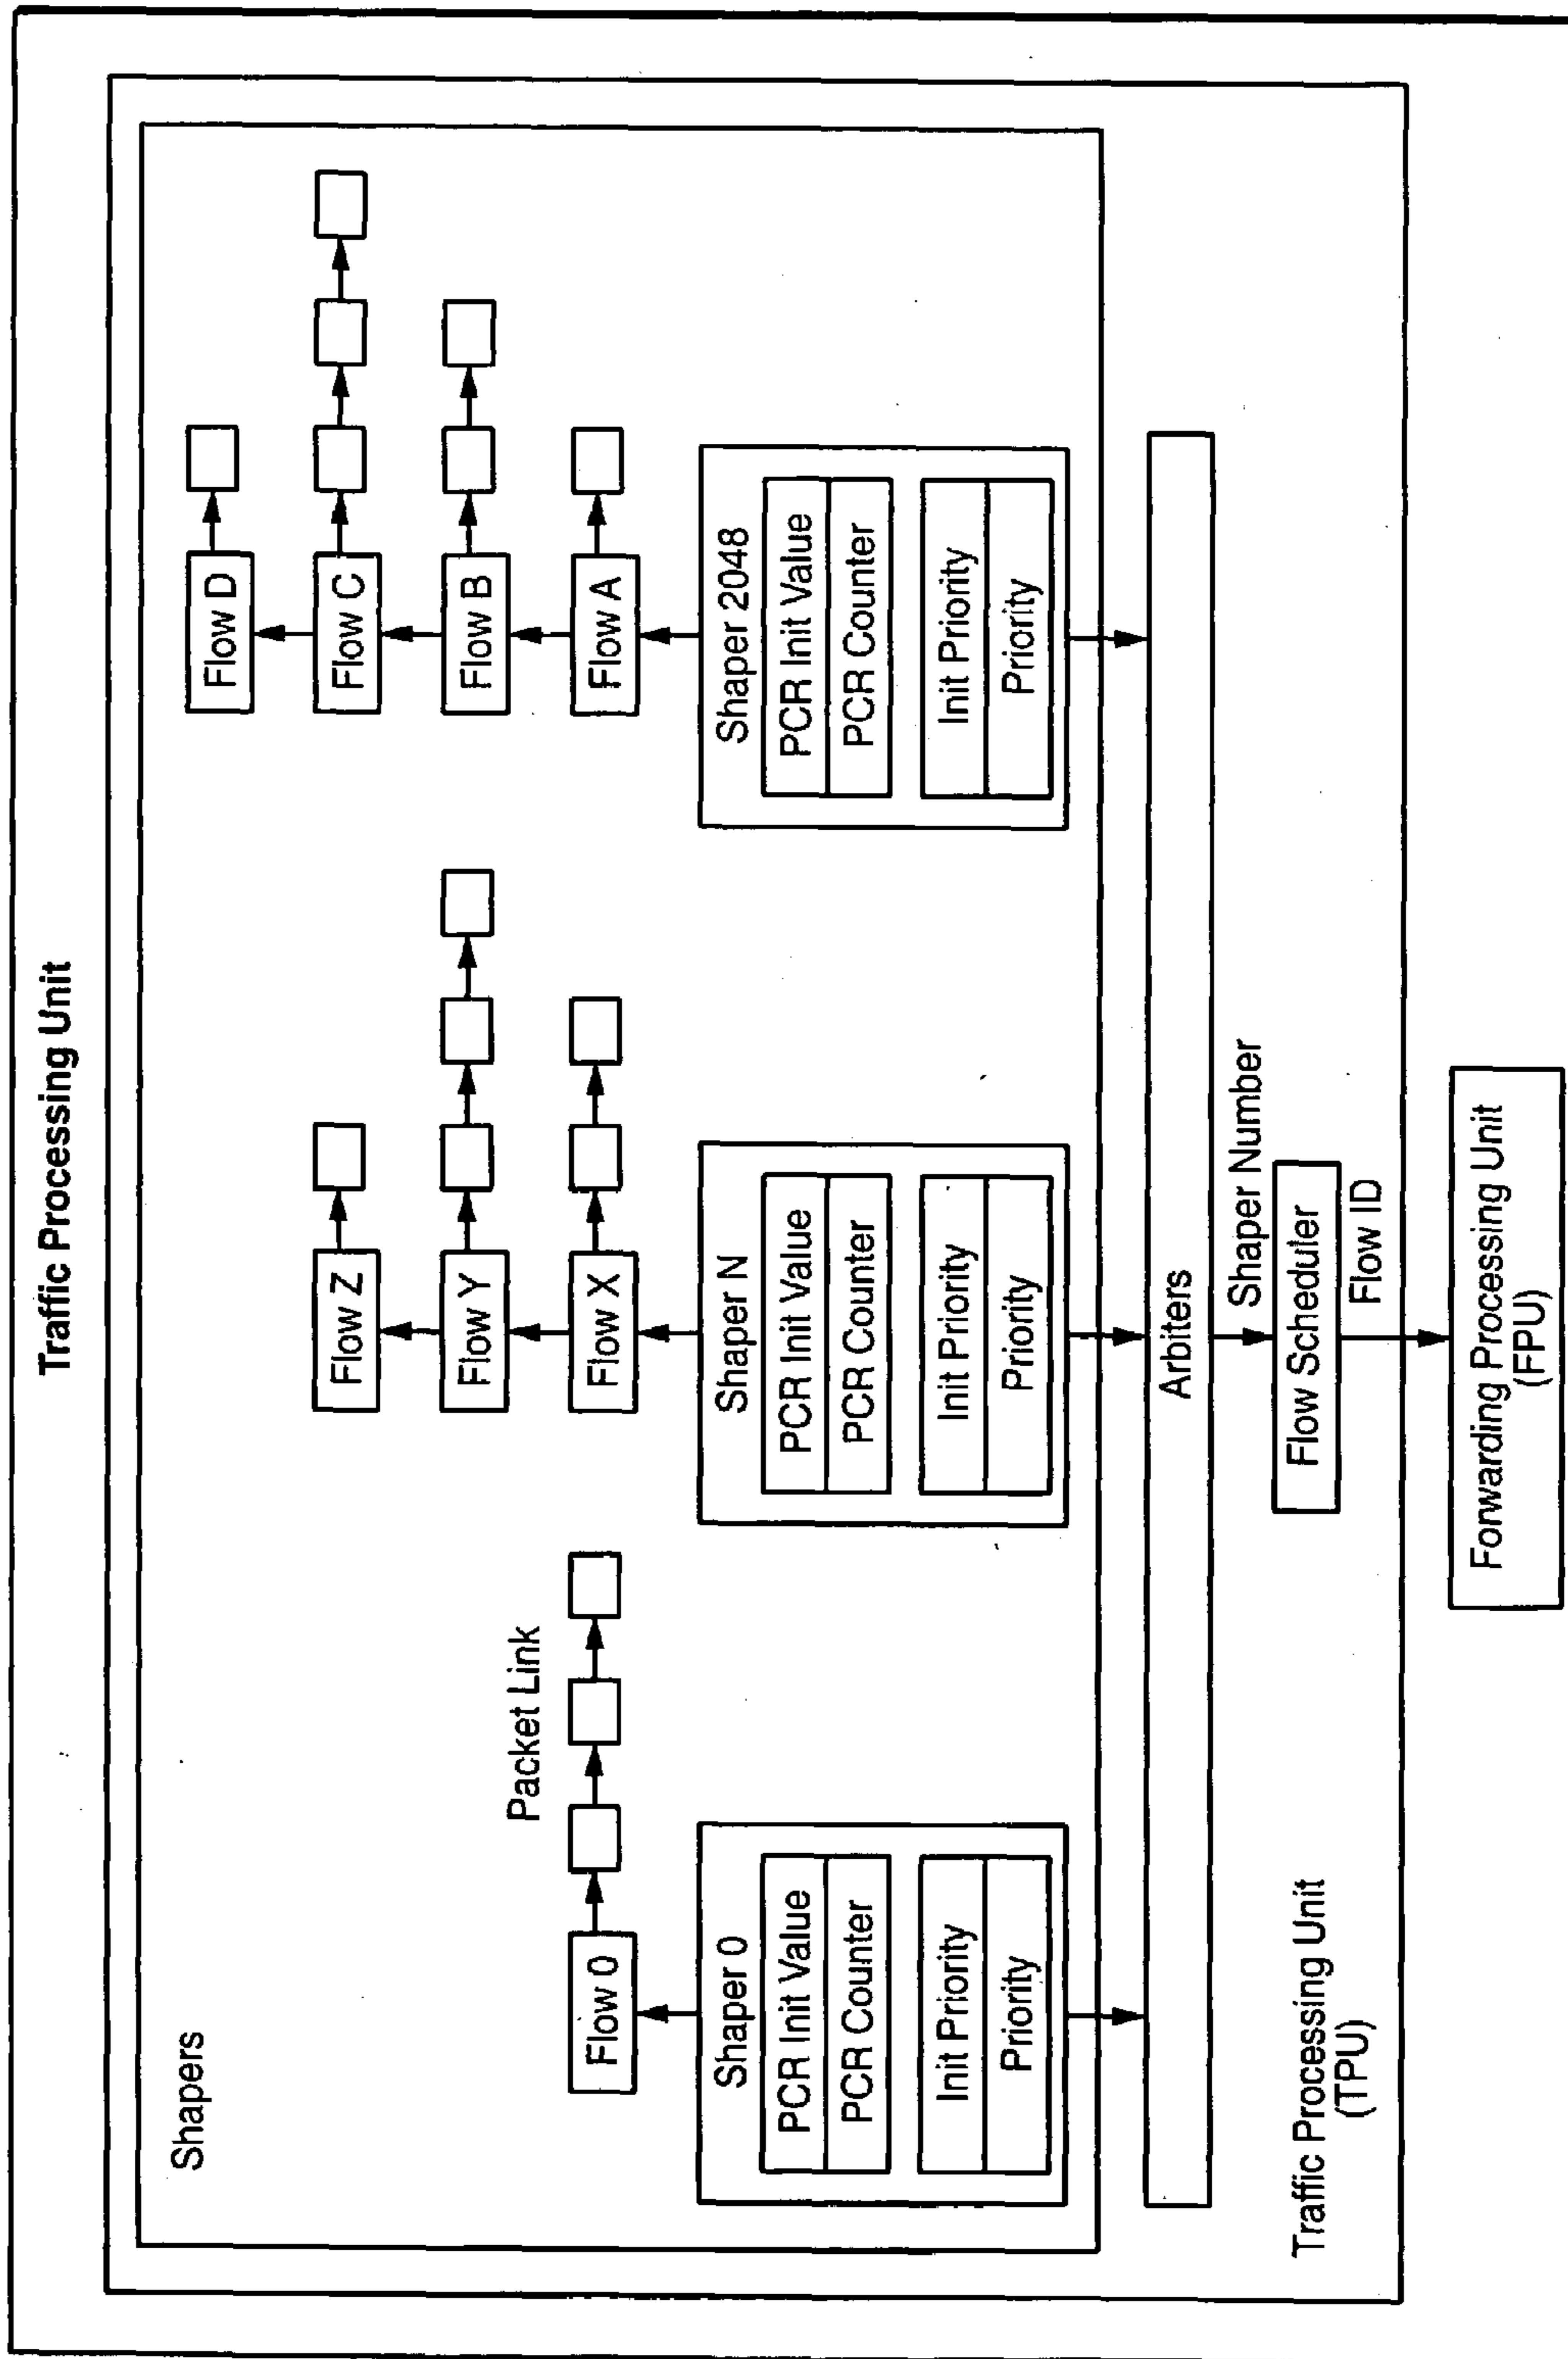 Traffic Processing Unit
Shapers
Flow D
Flow Z
Flow C
Packet Link
Flow Y
Flow B
Flow 0
Flow X
Flow A
Shaper 0
PCR Init Value
PCR Counter
Init Priority
Priority
Shaper N
PCR Init Value
PCR Counter
Init Priority
Priority
Shaper 2048
PCR Init Value
PCR Counter
Init Priority
Priority
Arbiters
Shaper Number
Flow Scheduler
Flow ID
Traffic Processing Unit
(TPU)
Forwarding Processing Unit
(FPU)